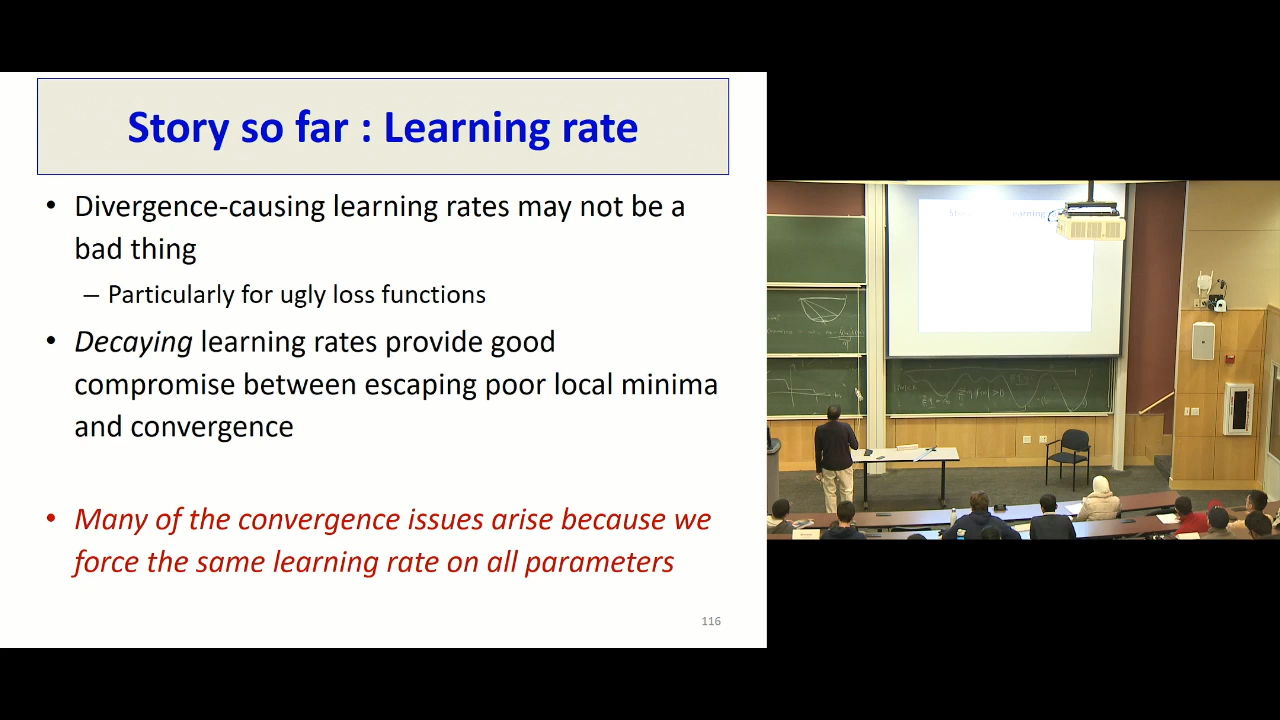 Story so far : Learning rate
• Divergence-causing learning rates may not be a
bad thing
– Particularly for ugly loss functions
• Decaying learning rates provide good
compromise between escaping poor local minima
and convergence
• Many of the convergence issues arise because we
force the same learning rate on all parameters
116